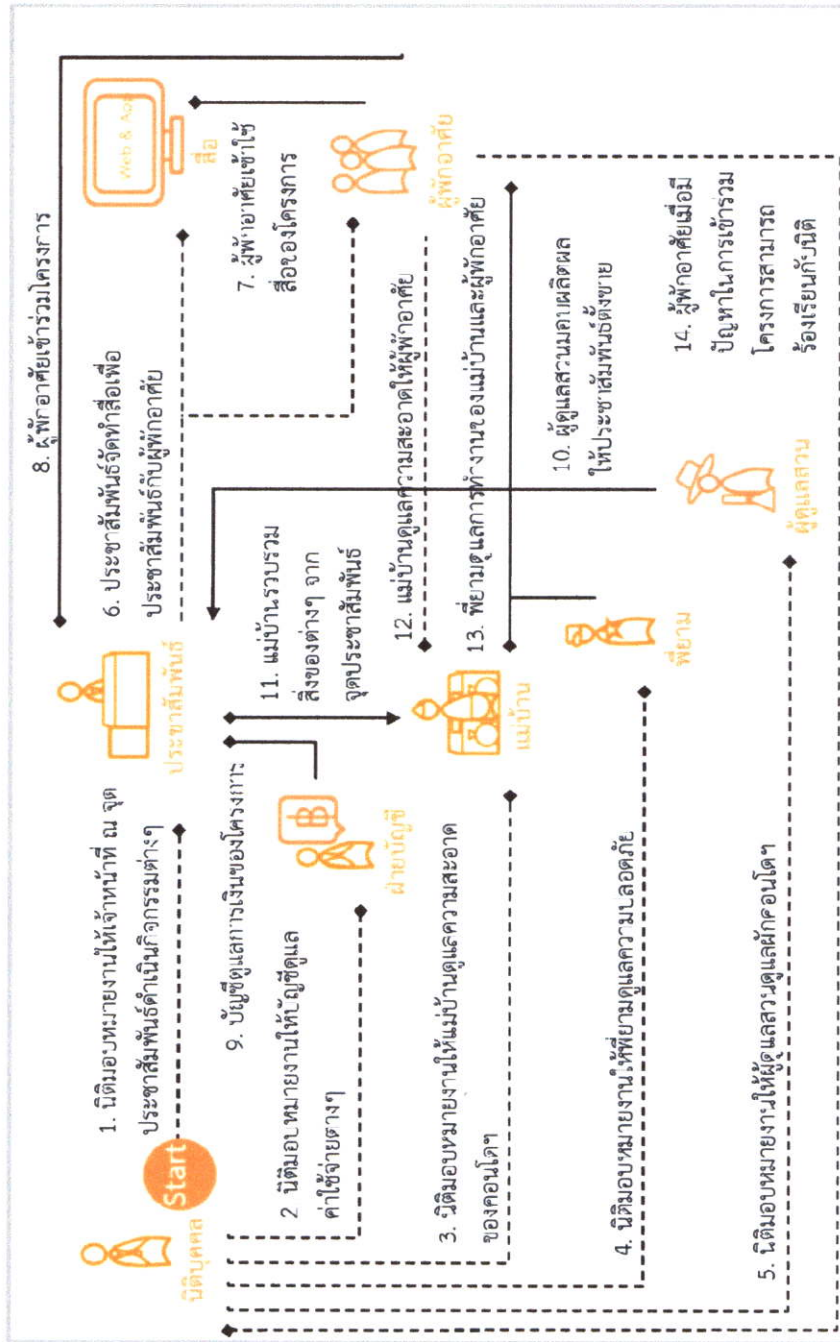 นิติบุคคล
Start
1. นิติมอบหมายงานให้เจ้าหน้าที่ ณ จุด
ประชาสัมพันธ์ดำเนินกิจกรรมต่างๆ
ประชาสัมพันธ์
8. ผู้พักอาศัยเข้าร่วมโครงการ
6. ประชาสัมพันธ์จัดทำสื่อเพื่อ
ประชาสัมพันธ์กับผู้พักอาศัย
Web & App
สื่อ
7. ผู้พักอาศัยเข้าใช้
สื่อของโครงการ
9. บัญชีดูแลการเงินของโครงการ
2 นิติมอบหมายงานให้บัญชีดูแล
ค่าใช้จ่ายต่างๆ
ฝ่ายบัญชี
11. แม่บ้านรวบรวม
สิ่งของต่างๆ จาก
จุดประชาสัมพันธ์
ผู้พักอาศัย
12. แม่บ้านดูแลความสะอาดให้ผู้พักอาศัย
3. นิติมอบหมายงานให้แม่บ้านดูแลความสะอาด
ของคอนโดฯ
แม่บ้าน
13. พี่ยามดูแลการทำงานของแม่บ้านและผู้พักอาศัย
10. ผู้ดูแลสวนมอบผลิตผล
ให้ประชาสัมพันธ์ตั้งขาย
4. นิติมอบหมายงานให้พี่ยามดูแลความปลอดภัย
พี่ยาม
14. ผู้พักอาศัยเมื่อมี
ปัญหาในการเข้าร่วม
โครงการสามารถ
ร้องเรียนกับนิติ
5. นิติมอบหมายงานให้ผู้ดูแลสวนดูแลผักคอนโดฯ
ผู้ดูแลสวน